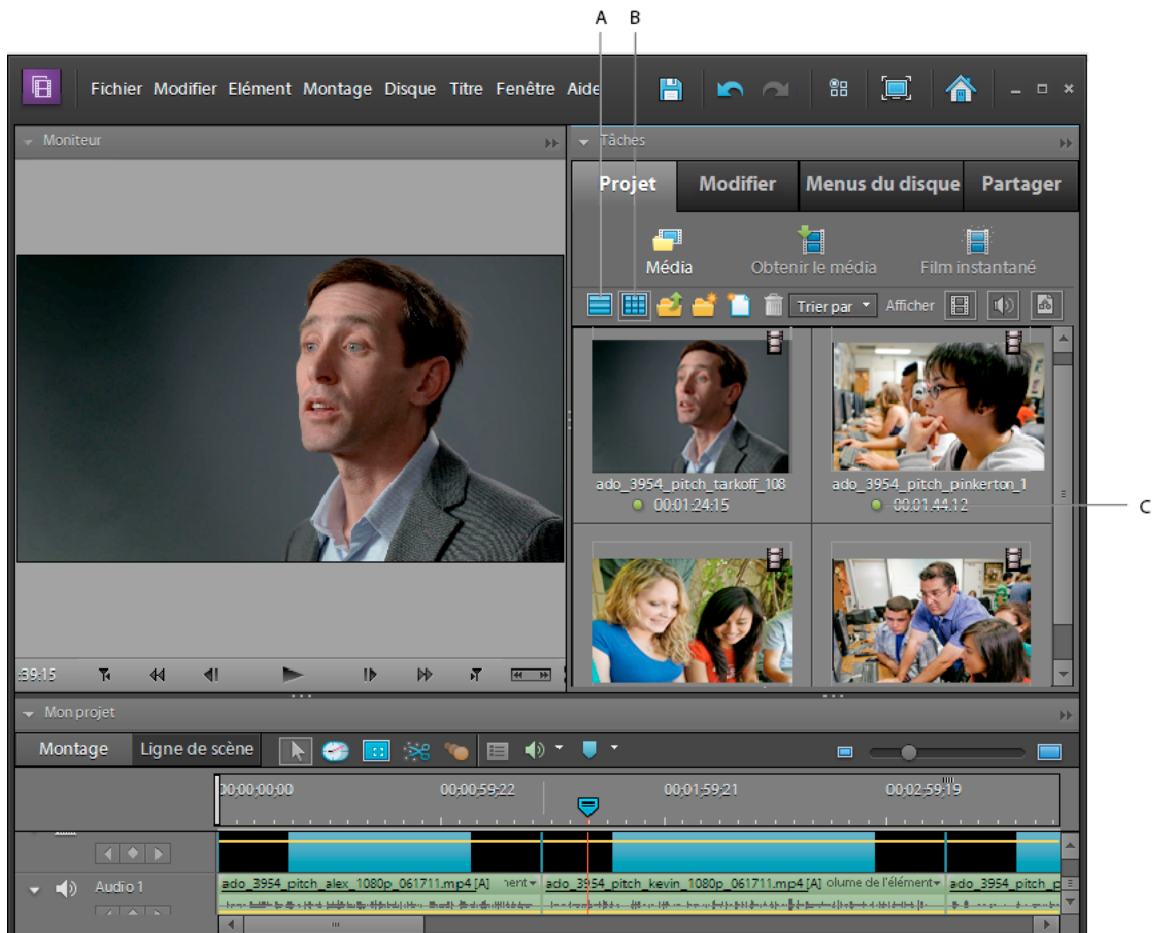 A B
Fichier Modifier Elément Montage Disque Titre Fenêtre Aide
Moniteur
Tâches
Projet Modifier Menus du disque Partager
Média Obtenir le média Film instantané
Trier par Afficher
ado_3954_pitch_tarkoff_108
00:01:24:15
ado_3954_pitch_pinkerton_1
00:01:44:12
C
:39:15
Mon projet
Montage Ligne de scène
00;00;00;00 00;00;59;22 00;01;59;21 00;02;59;19
Audio 1
ado_3954_pitch_alex_1080p_061711.mp4 [A] ment ado_3954_pitch_kevin_1080p_061711.mp4 [A] olume de l'élément ado_3954_pitch_p